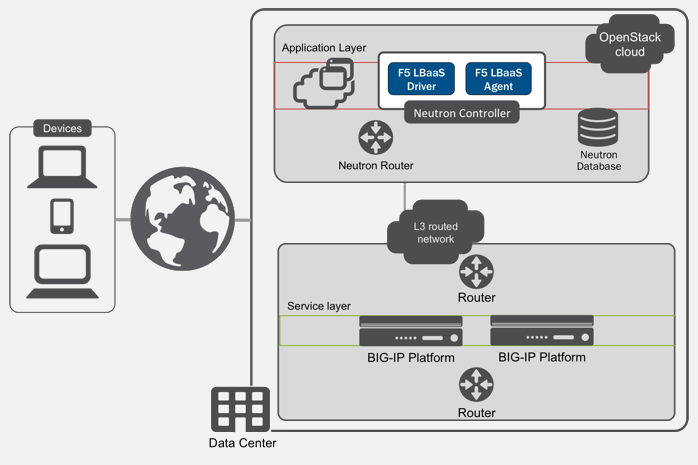 OpenStack
cloud
Application Layer
F5 LBaaS
Driver
F5 LBaaS
Agent
Neutron Controller
Neutron Router
Neutron
Database
Devices
L3 routed
network
Router
Service layer
BIG-IP Platform
BIG-IP Platform
Router
Data Center